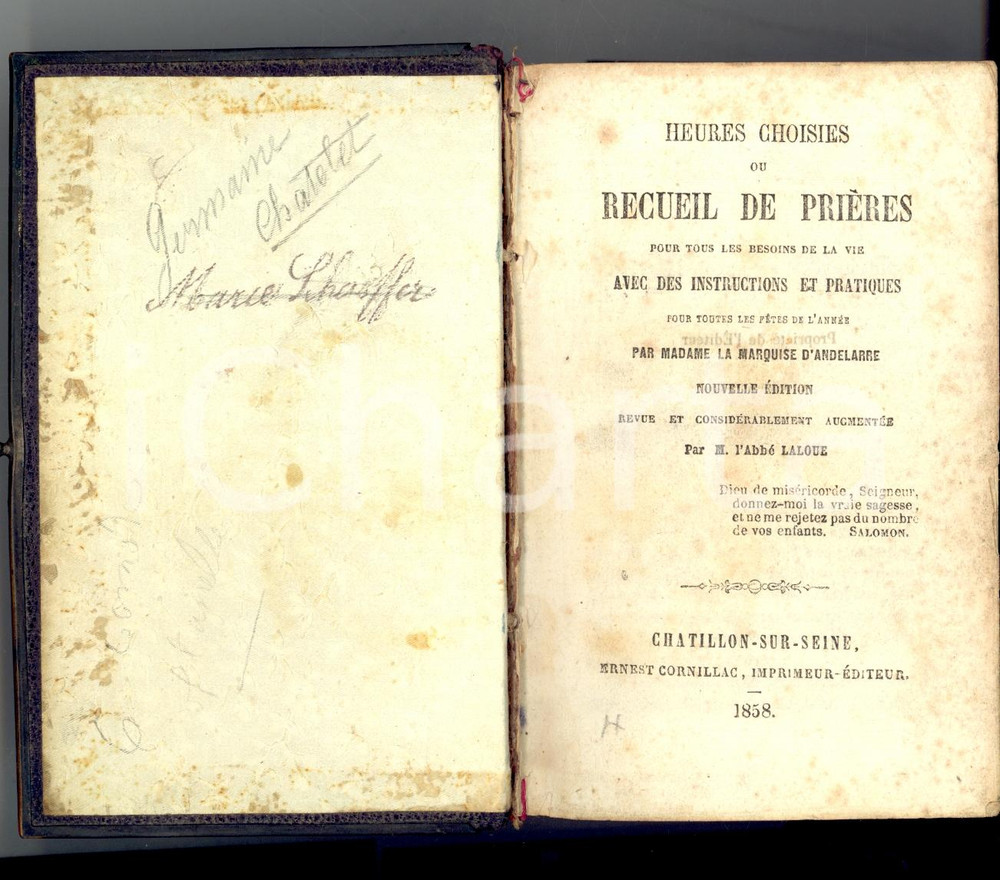 Germaine
Chatotet
Marie Schoeffer
HEURES CHOISIES
OU
RECUEIL DE PRIÈRES
POUR TOUS LES BESOINS DE LA VIE
AVEC DES INSTRUCTIONS ET PRATIQUES
POUR TOUTES LES FÊTES DE L'ANNÉE
Propriété de l'Éditeur
PAR MADAME LA MARQUISE D'ANDELARRE
NOUVELLE ÉDITION
REVUE ET CONSIDÉRABLEMENT AUGMENTÉE
Par M. l'Abbé LALOUE
Dieu de miséricorde, Seigneur,
donnez-moi la vraie sagesse,
et ne me rejetez pas du nombre
de vos enfants. SALOMON.
CHATILLON-SUR-SEINE,
ERNEST CORNILLAC, IMPRIMEUR-ÉDITEUR.
1858.
iCharta